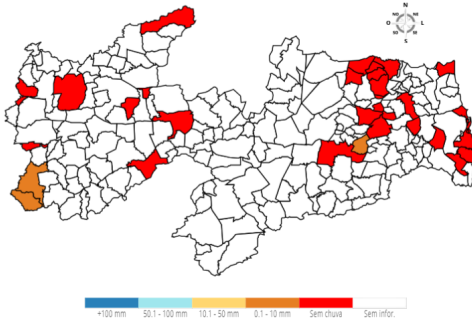 N
NO NE
O L
SO SE
S
+100 mm 50.1 - 100 mm 10.1 - 50 mm 0.1 - 10 mm Sem chuva Sem infor.